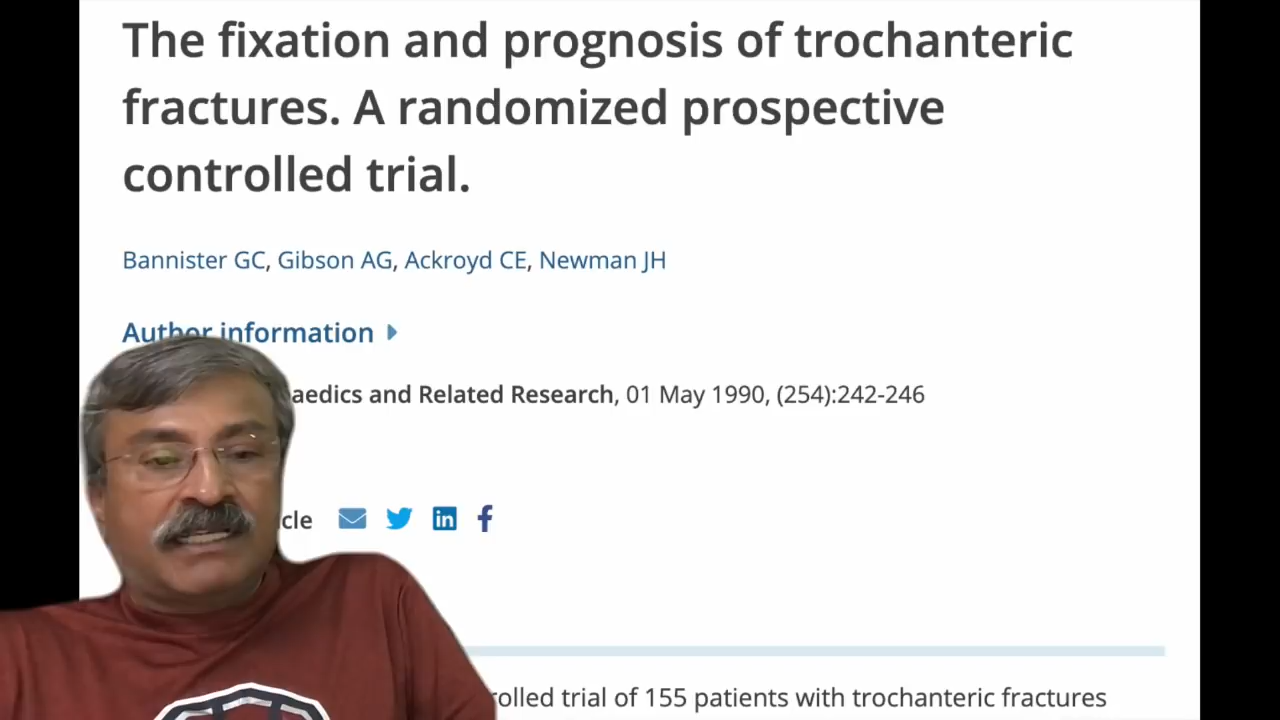 The fixation and prognosis of trochanteric
fractures. A randomized prospective
controlled trial.
Bannister GC, Gibson AG, Ackroyd CE, Newman JH
Author information
aedics and Related Research, 01 May 1990, (254):242-246
cle
in
f
rolled trial of 155 patients with trochanteric fractures